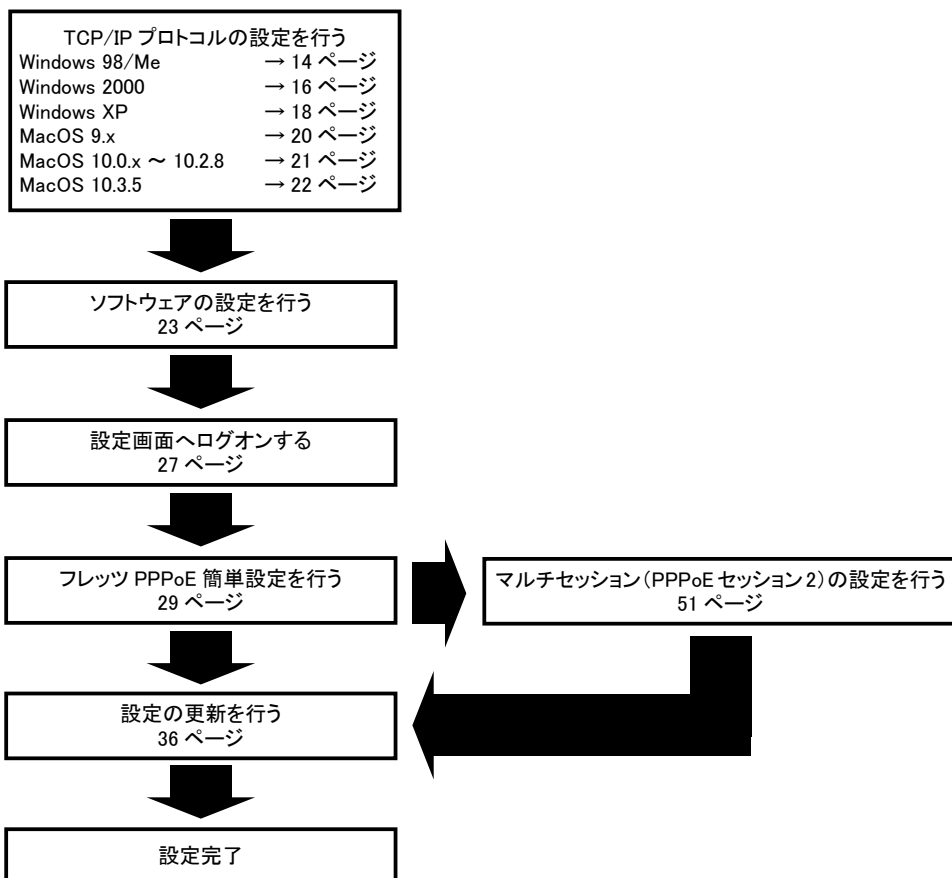 TCP/IP プロトコルの設定を行う
Windows 98/Me → 14 ページ
Windows 2000 → 16 ページ
Windows XP → 18 ページ
MacOS 9.x → 20 ページ
MacOS 10.0.x ～ 10.2.8 → 21 ページ
MacOS 10.3.5 → 22 ページ
ソフトウェアの設定を行う
23 ページ
設定画面へログオンする
27 ページ
フレッツ PPPoE 簡単設定を行う
29 ページ
マルチセッション（PPPoE セッション 2）の設定を行う
51 ページ
設定の更新を行う
36 ページ
設定完了